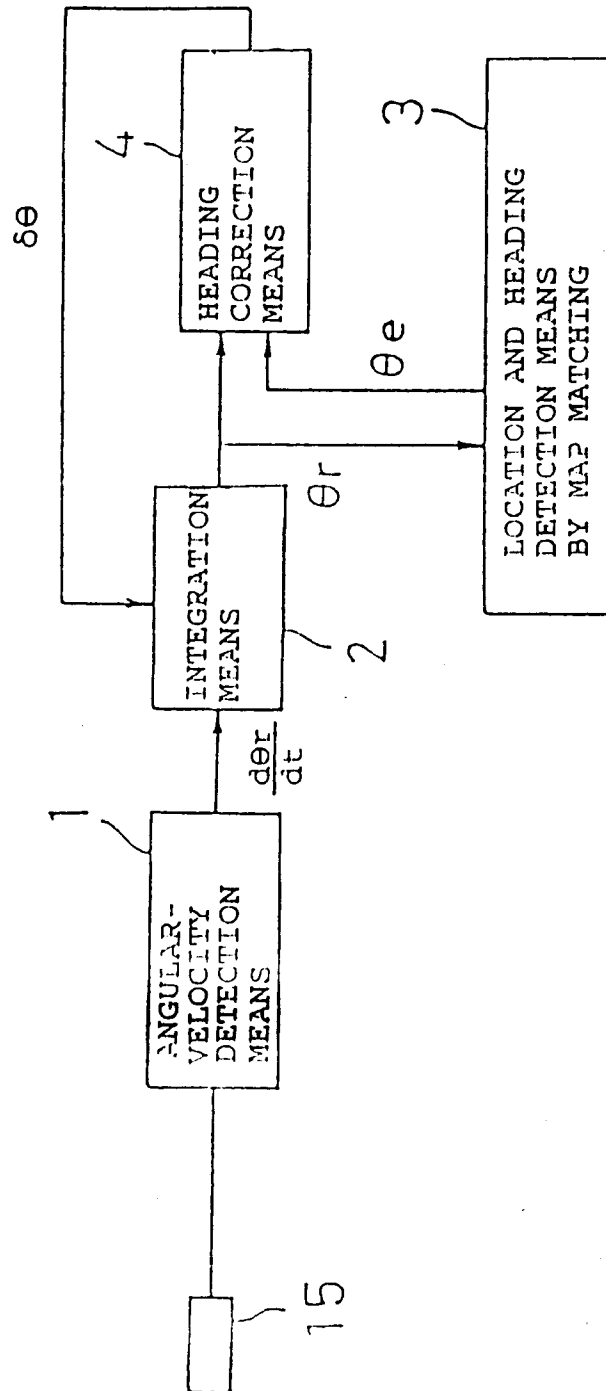 15
1
ANGULAR-
VELOCITY
DETECTION
MEANS
dθr
dt
2
INTEGRATION
MEANS
θr
δθ
4
HEADING
CORRECTION
MEANS
θe
3
LOCATION AND HEADING
DETECTION MEANS
BY MAP MATCHING